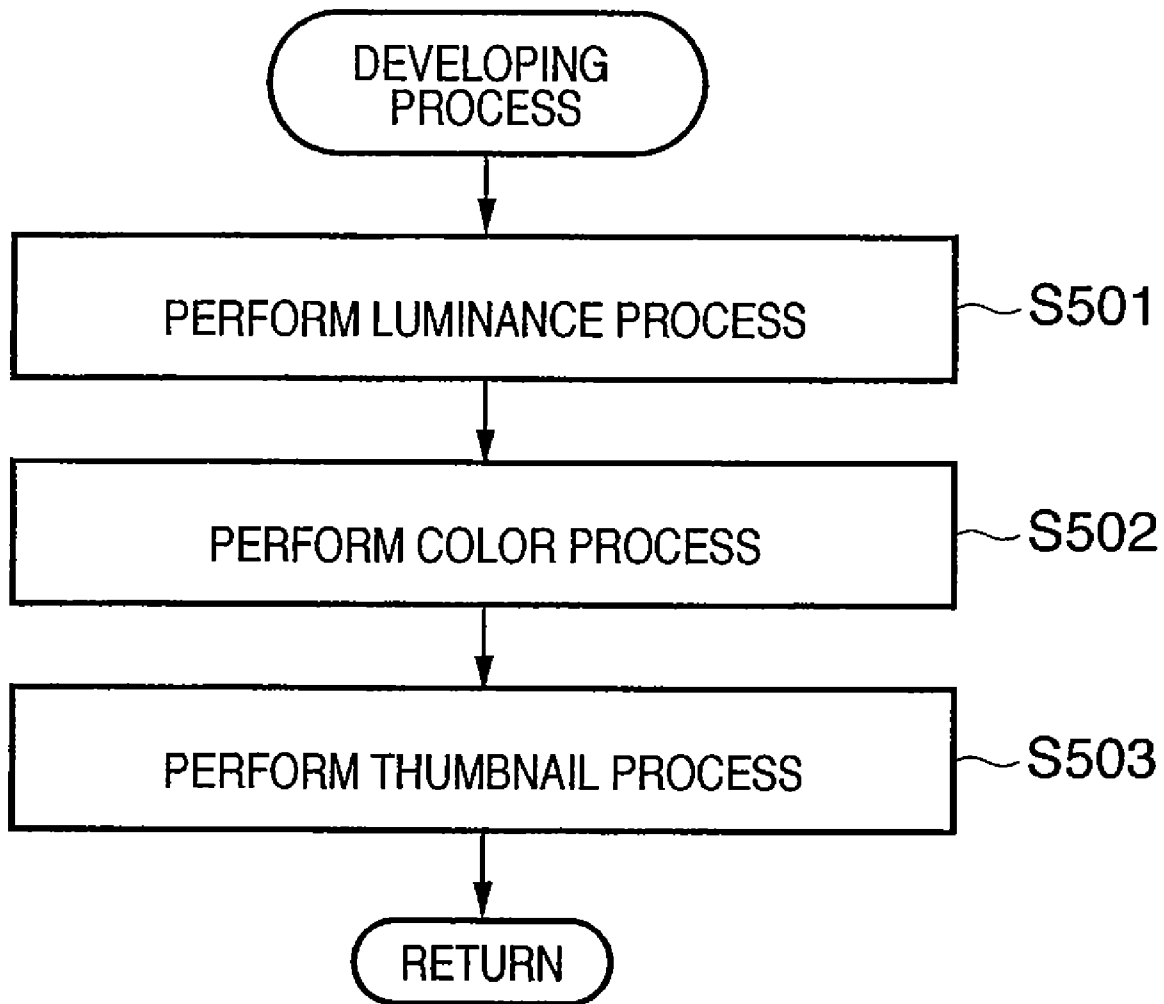 DEVELOPING
PROCESS
PERFORM LUMINANCE PROCESS
S501
PERFORM COLOR PROCESS
S502
PERFORM THUMBNAIL PROCESS
S503
RETURN